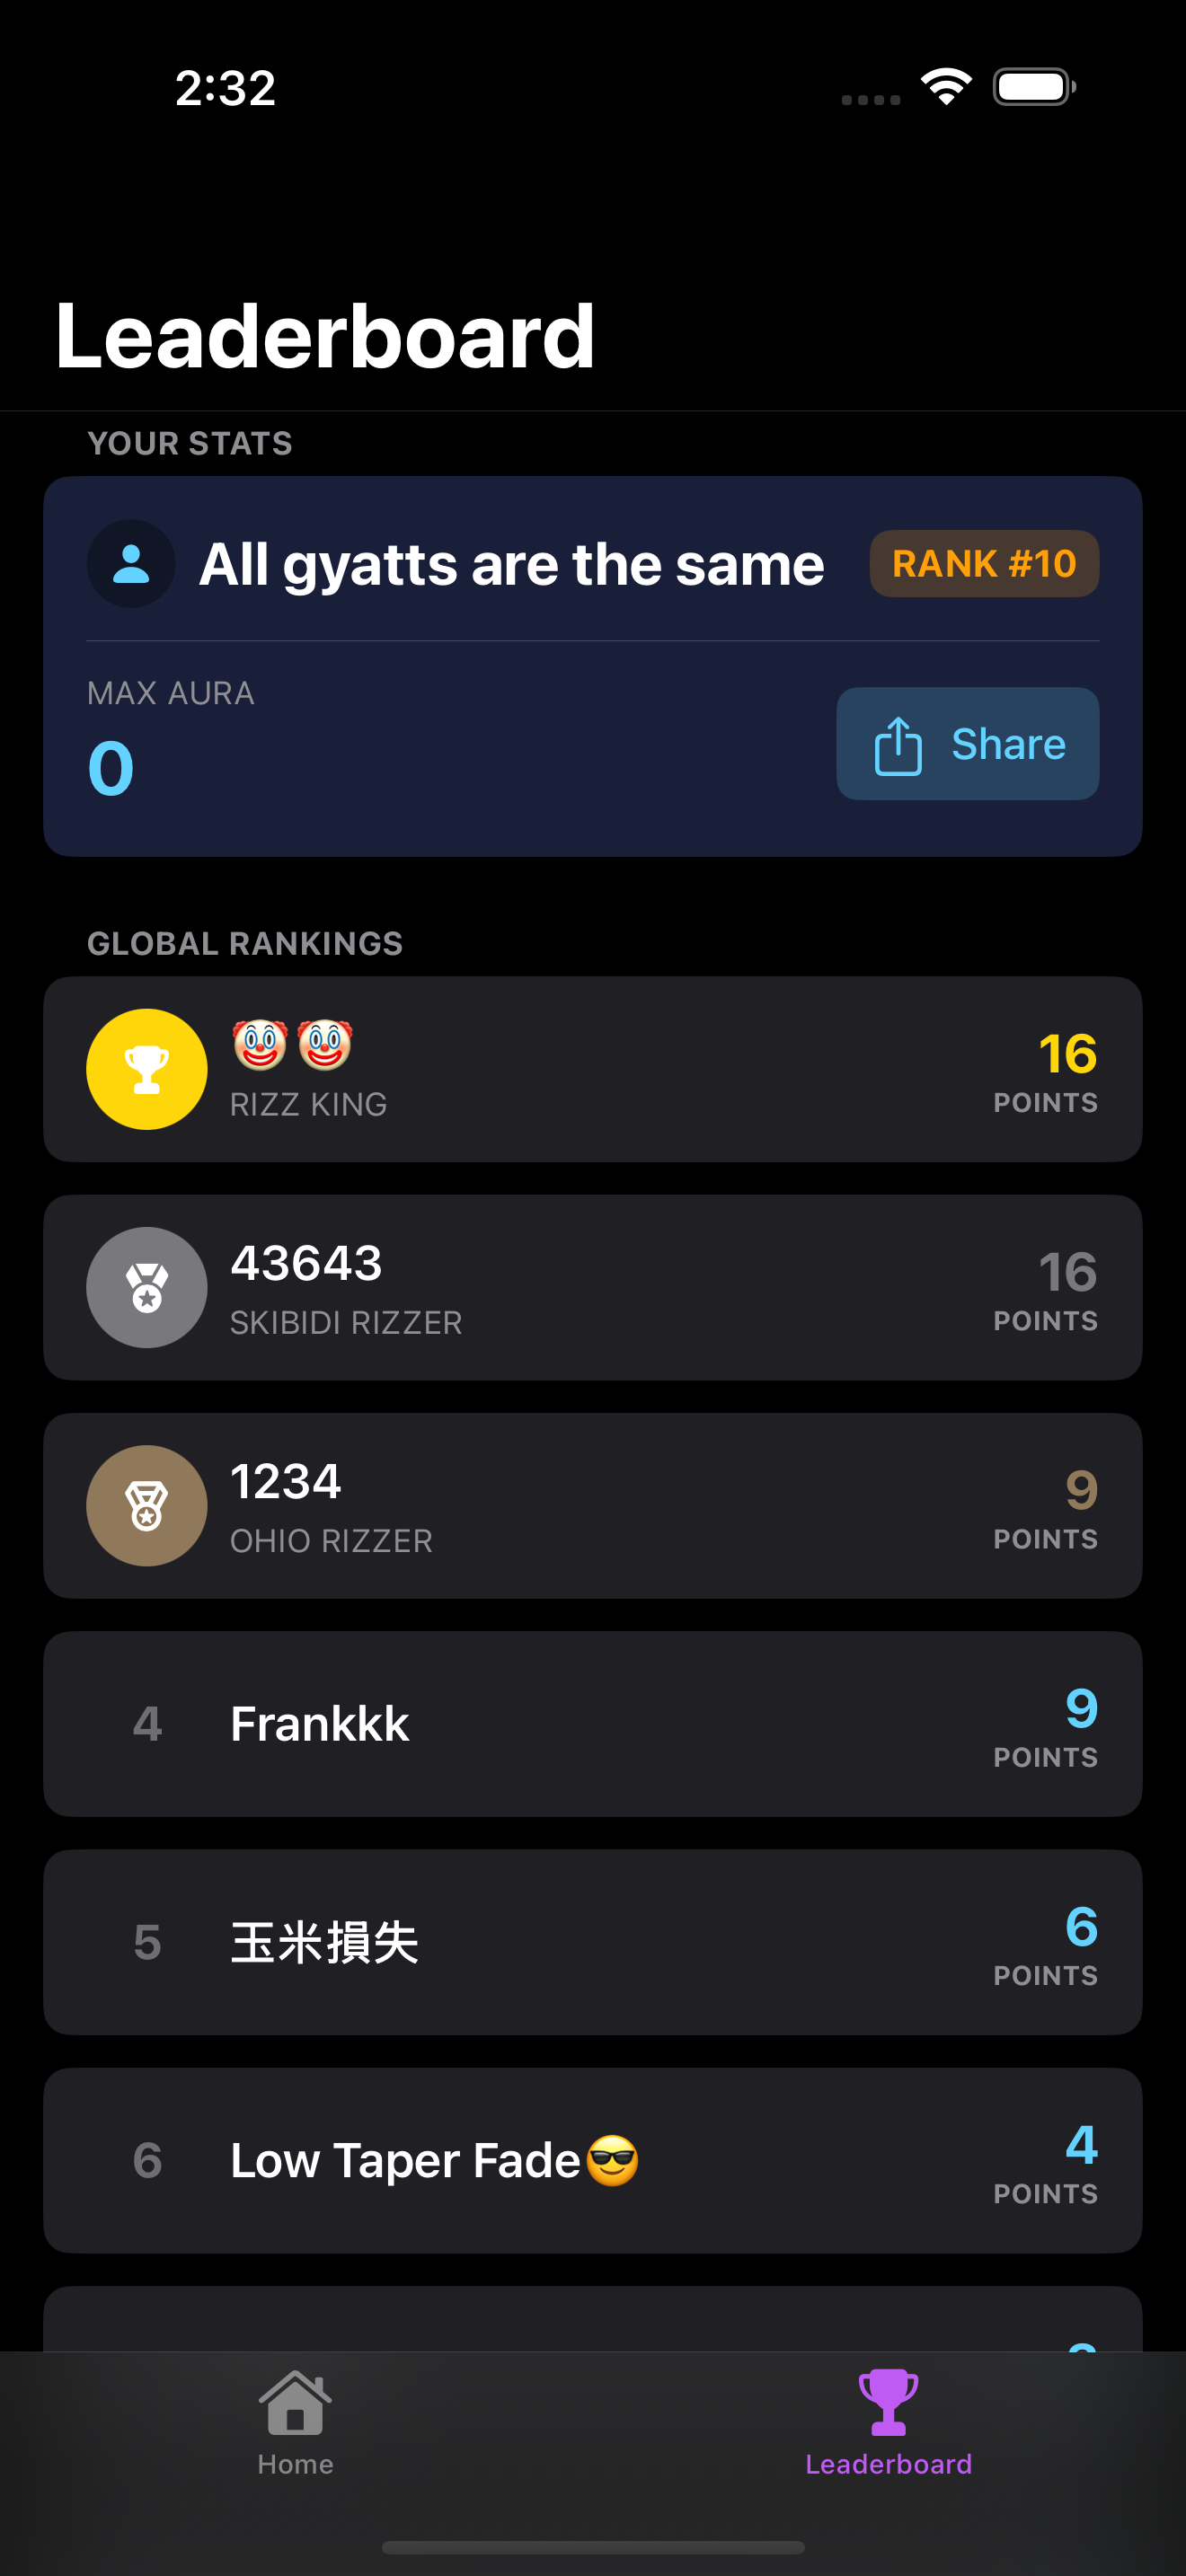 2:32
Leaderboard
YOUR STATS
All gyatts are the same
RANK #10
MAX AURA
0
Share
GLOBAL RANKINGS
🤡🤡
RIZZ KING
16
POINTS
43643
SKIBIDI RIZZER
16
POINTS
1234
OHIO RIZZER
9
POINTS
4
Frankkk
9
POINTS
5
玉米損失
6
POINTS
6
Low Taper Fade😎
4
POINTS
Home
Leaderboard